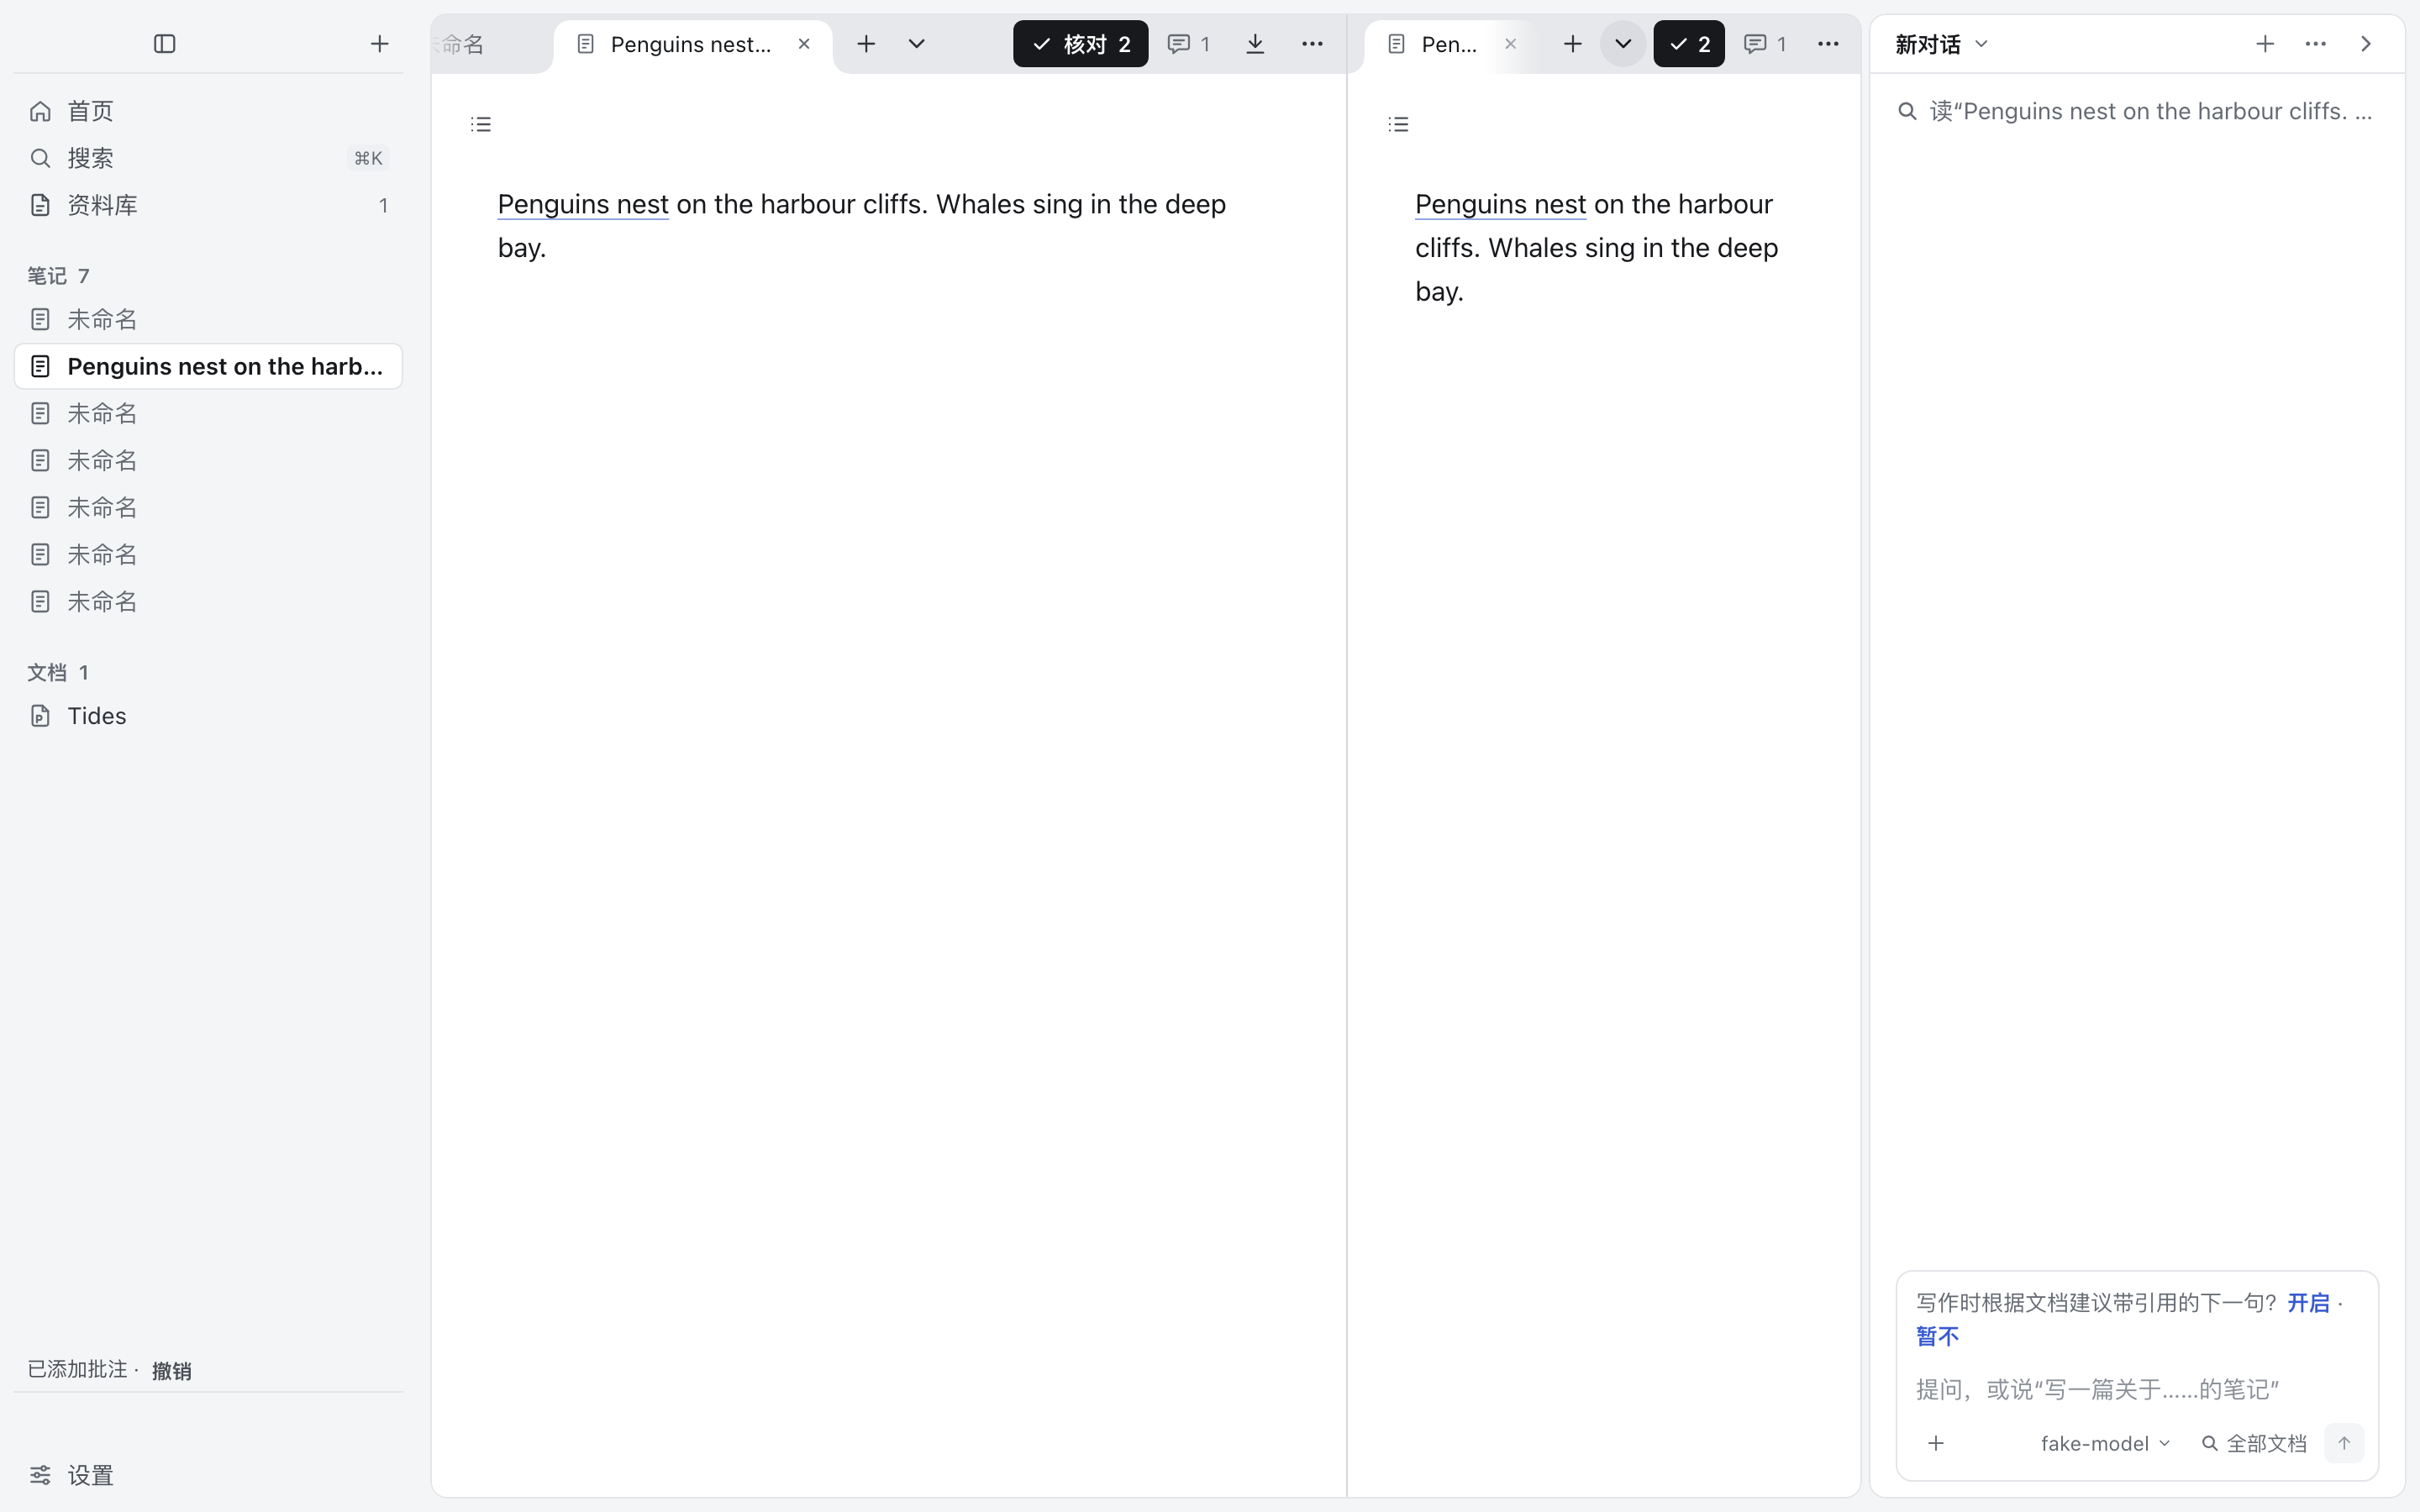 首页
搜索 ⌘K
资料库 1
笔记 7
未命名
Penguins nest on the harb...
未命名
未命名
未命名
未命名
未命名
文档 1
Tides
已添加批注 · 撤销
设置
命名
Penguins nest...
核对 2
1
Penguins nest on the harbour cliffs. Whales sing in the deep
bay.
Pen...
2
1
Penguins nest on the harbour
cliffs. Whales sing in the deep
bay.
新对话
读“Penguins nest on the harbour cliffs. ...
写作时根据文档建议带引用的下一句? 开启 ·
暂不
提问，或说“写一篇关于……的笔记”
fake-model 全部文档